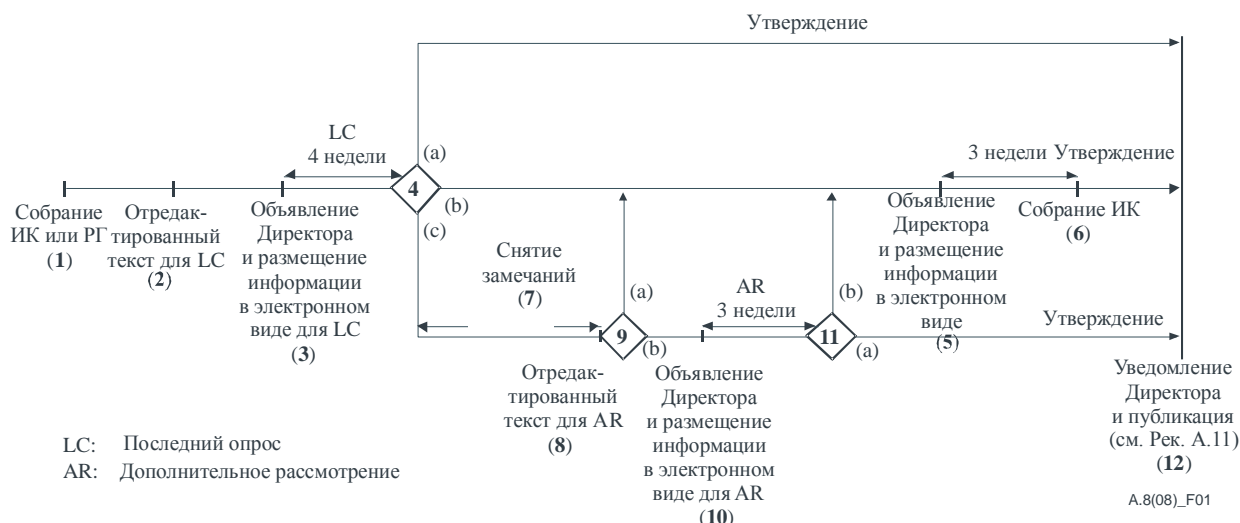 Утверждение
LC
4 недели
(a)
3 недели Утверждение
4
(b)
(c)
Собрание
ИК или РГ
(1)
Отредак-
тированный
текст для LC
(2)
Объявление
Директора
и размещение
информации
в электронном
виде для LC
(3)
Снятие
замечаний
(7)
(a)
AR
3 недели
(b)
Объявление
Директора
и размещение
информации
в электронном
виде
(5)
Собрание ИК
(6)
Утверждение
9
(b)
11
(a)
Отредак-
тированный
текст для AR
(8)
Объявление
Директора
и размещение
информации
в электронном
виде для AR
(10)
Уведомление
Директора
и публикация
(см. Рек. A.11)
(12)
LC: Последний опрос
AR: Дополнительное рассмотрение
A.8(08)_F01